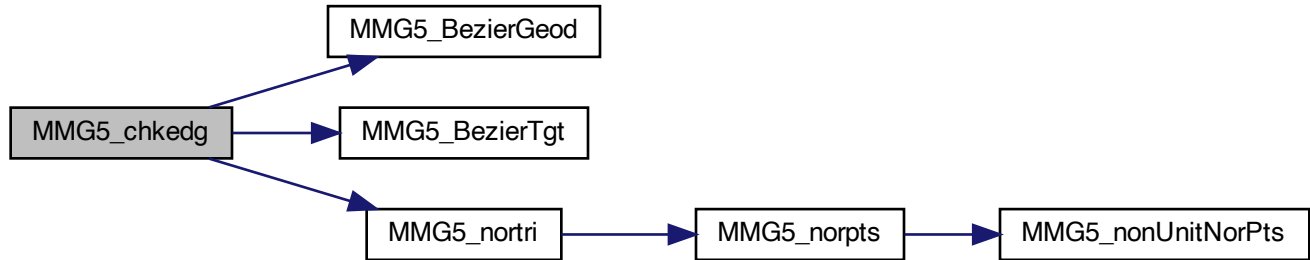 MMG5_BezierGeod
MMG5_chkedg
MMG5_BezierTgt
MMG5_nortri
MMG5_norpts
MMG5_nonUnitNorPts